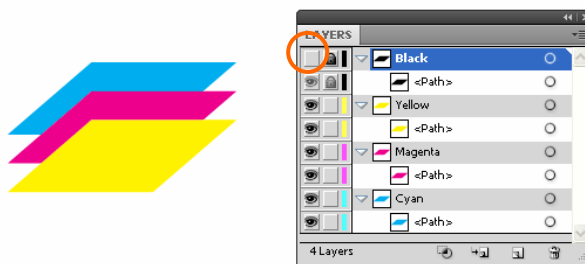 LAYERS
Black
<Path>
Yellow
<Path>
Magenta
<Path>
Cyan
<Path>
4 Layers